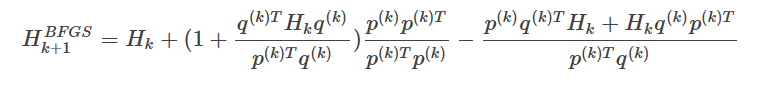 $H_{k+1}^{BFGS} = H_k + (1 + \frac{q^{(k)T} H_k q^{(k)}}{p^{(k)T} q^{(k)}}) \frac{p^{(k)} p^{(k)T}}{p^{(k)T} p^{(k)}} - \frac{p^{(k)} q^{(k)T} H_k + H_k q^{(k)} p^{(k)T}}{p^{(k)T} q^{(k)}}$